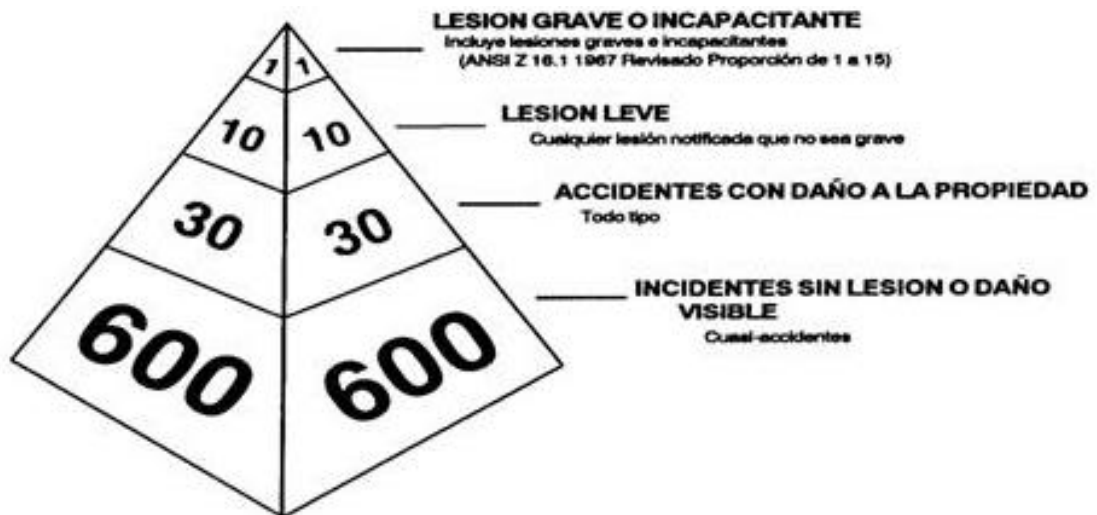 LESION GRAVE O INCAPACITANTE
Incluye lesiones graves e incapacitantes
(ANSI Z 16.1 1967 Revisado Proporción de 1 a 15)
1 1
LESION LEVE
Cualquier lesión notificada que no sea grave
10 10
ACCIDENTES CON DAÑO A LA PROPIEDAD
Todo tipo
30 30
INCIDENTES SIN LESION O DAÑO
VISIBLE
Cuasi-accidentes
600 600